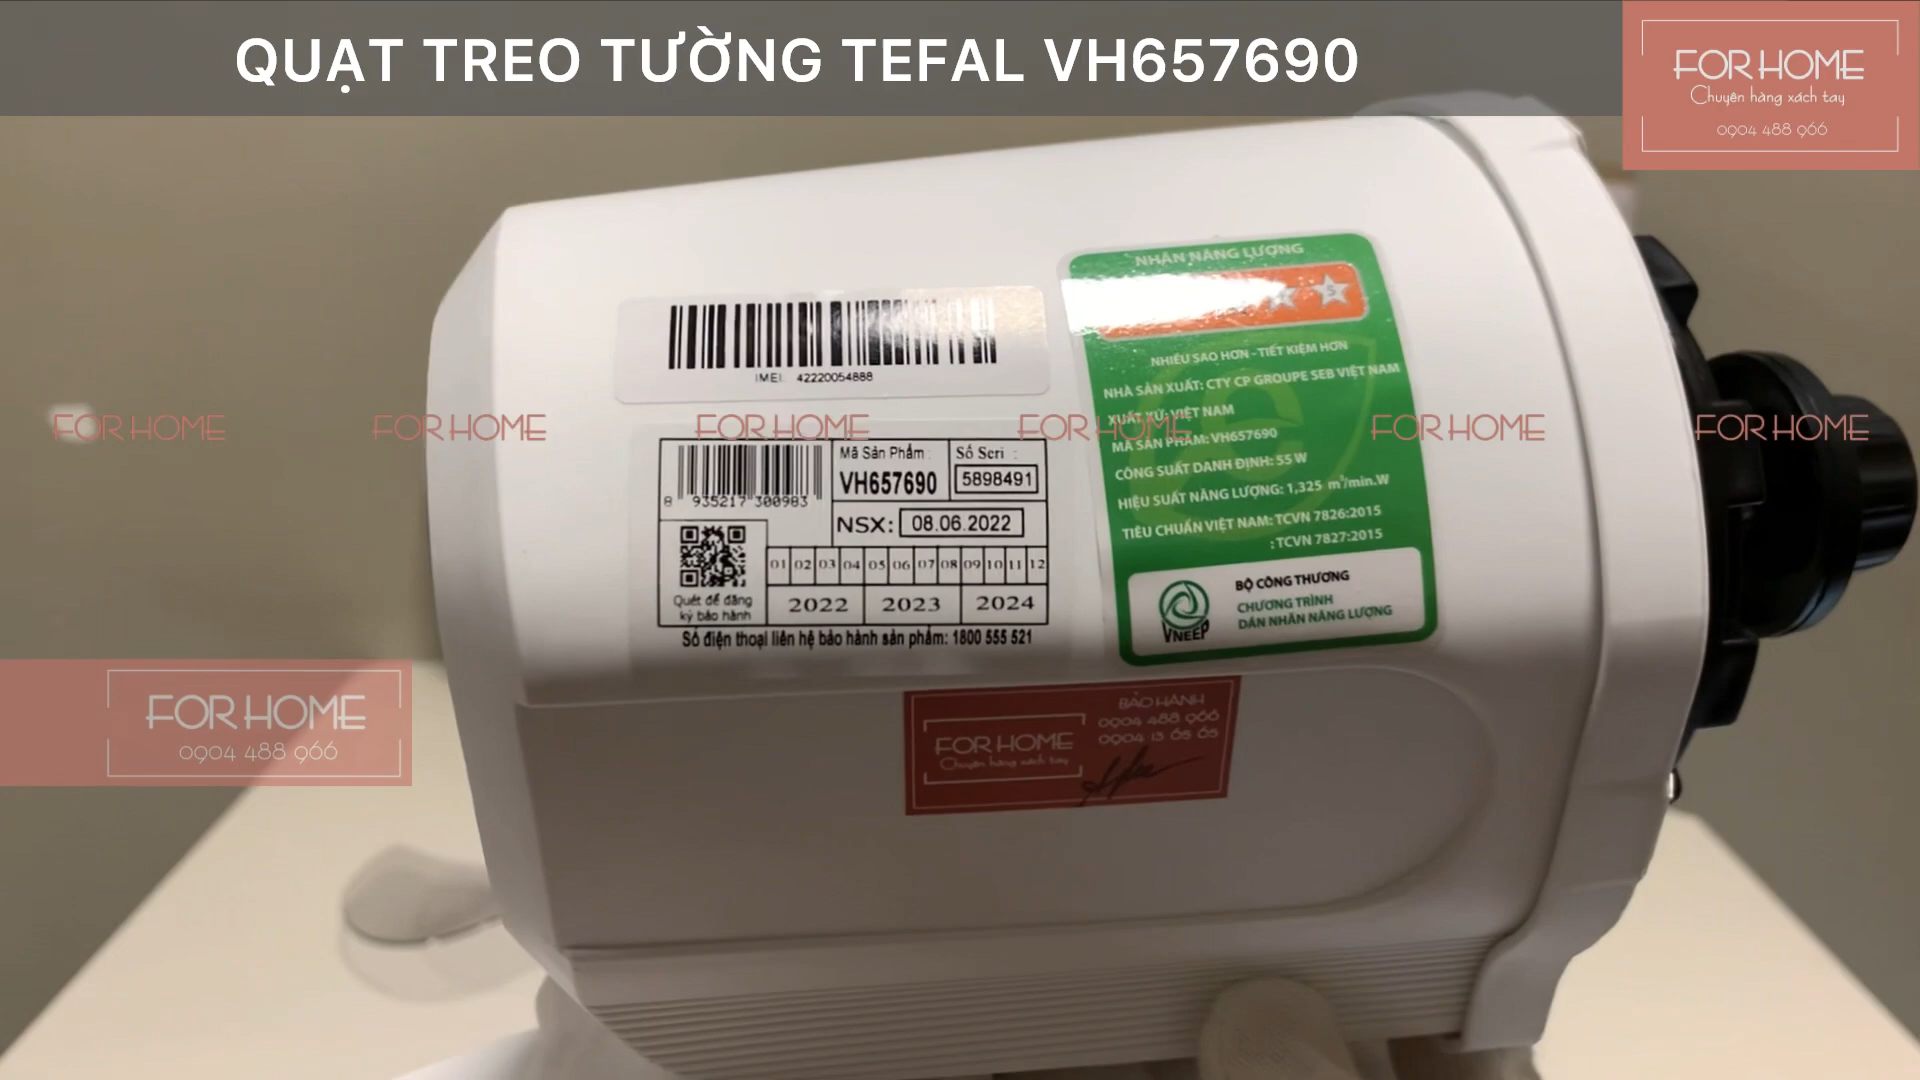 QUẠT TREO TƯỜNG TEFAL VH657690
FOR HOME
Chuyên hàng xách tay
0904 488 966
NHÃN NĂNG LƯỢNG
5
NHIỀU SAO HƠN - TIẾT KIỆM HƠN
NHÀ SẢN XUẤT: CTY CP GROUPE SEB VIỆT NAM
XUẤT XỨ: VIỆT NAM
MÃ SẢN PHẨM: VH657690
CÔNG SUẤT DANH ĐỊNH: 55 W
HIỆU SUẤT NĂNG LƯỢNG: 1,325 m³/min.W
TIÊU CHUẨN VIỆT NAM: TCVN 7826:2015
: TCVN 7827:2015
BỘ CÔNG THƯƠNG
CHƯƠNG TRÌNH
DÁN NHÃN NĂNG LƯỢNG
VNEEP
IMEI: 42220054888
FOR HOME FOR HOME FOR HOME FOR HOME FOR HOME FOR HOME
8 935217 300983
Mã Sản Phẩm :
VH657690
Số Seri :
5898491
NSX: 08.06.2022
01 02 03 04 05 06 07 08 09 10 11 12
2022 2023 2024
Quét để đăng
ký bảo hành
Số điện thoại liên hệ bảo hành sản phẩm: 1800 555 521
FOR HOME
0904 488 966
FOR HOME
Chuyên hàng xách tay
BẢO HÀNH
0904 488 966
0904 13 65 65